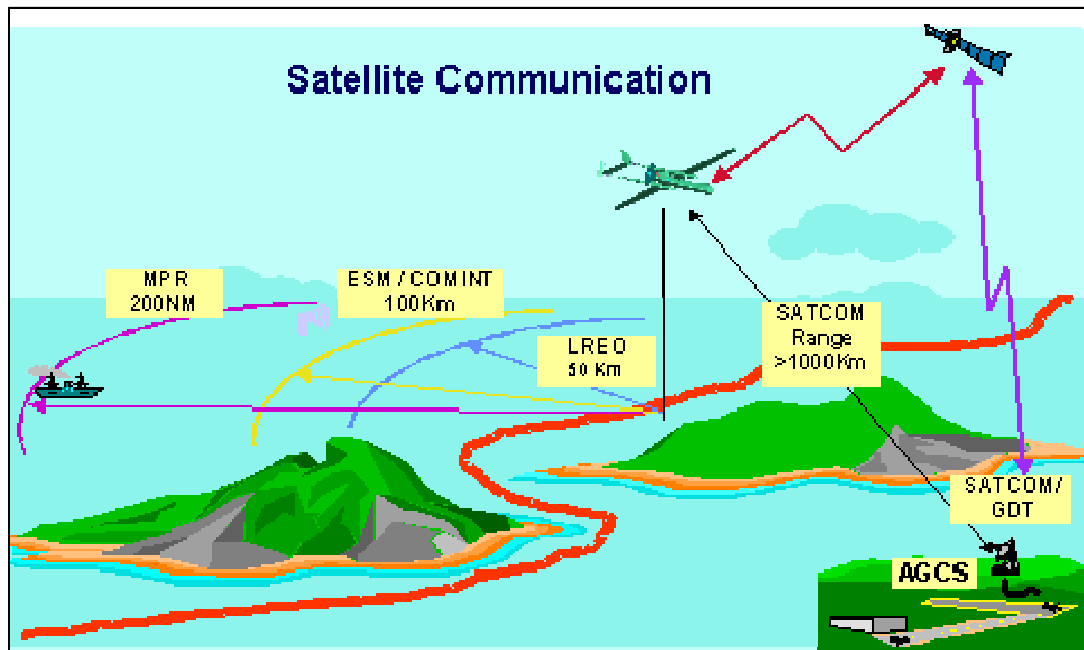 Satellite Communication
MPR
200NM
ESM / COMINT
100Km
LREO
50 Km
SATCOM
Range
>1000Km
SATCOM/
GDT
AGCS